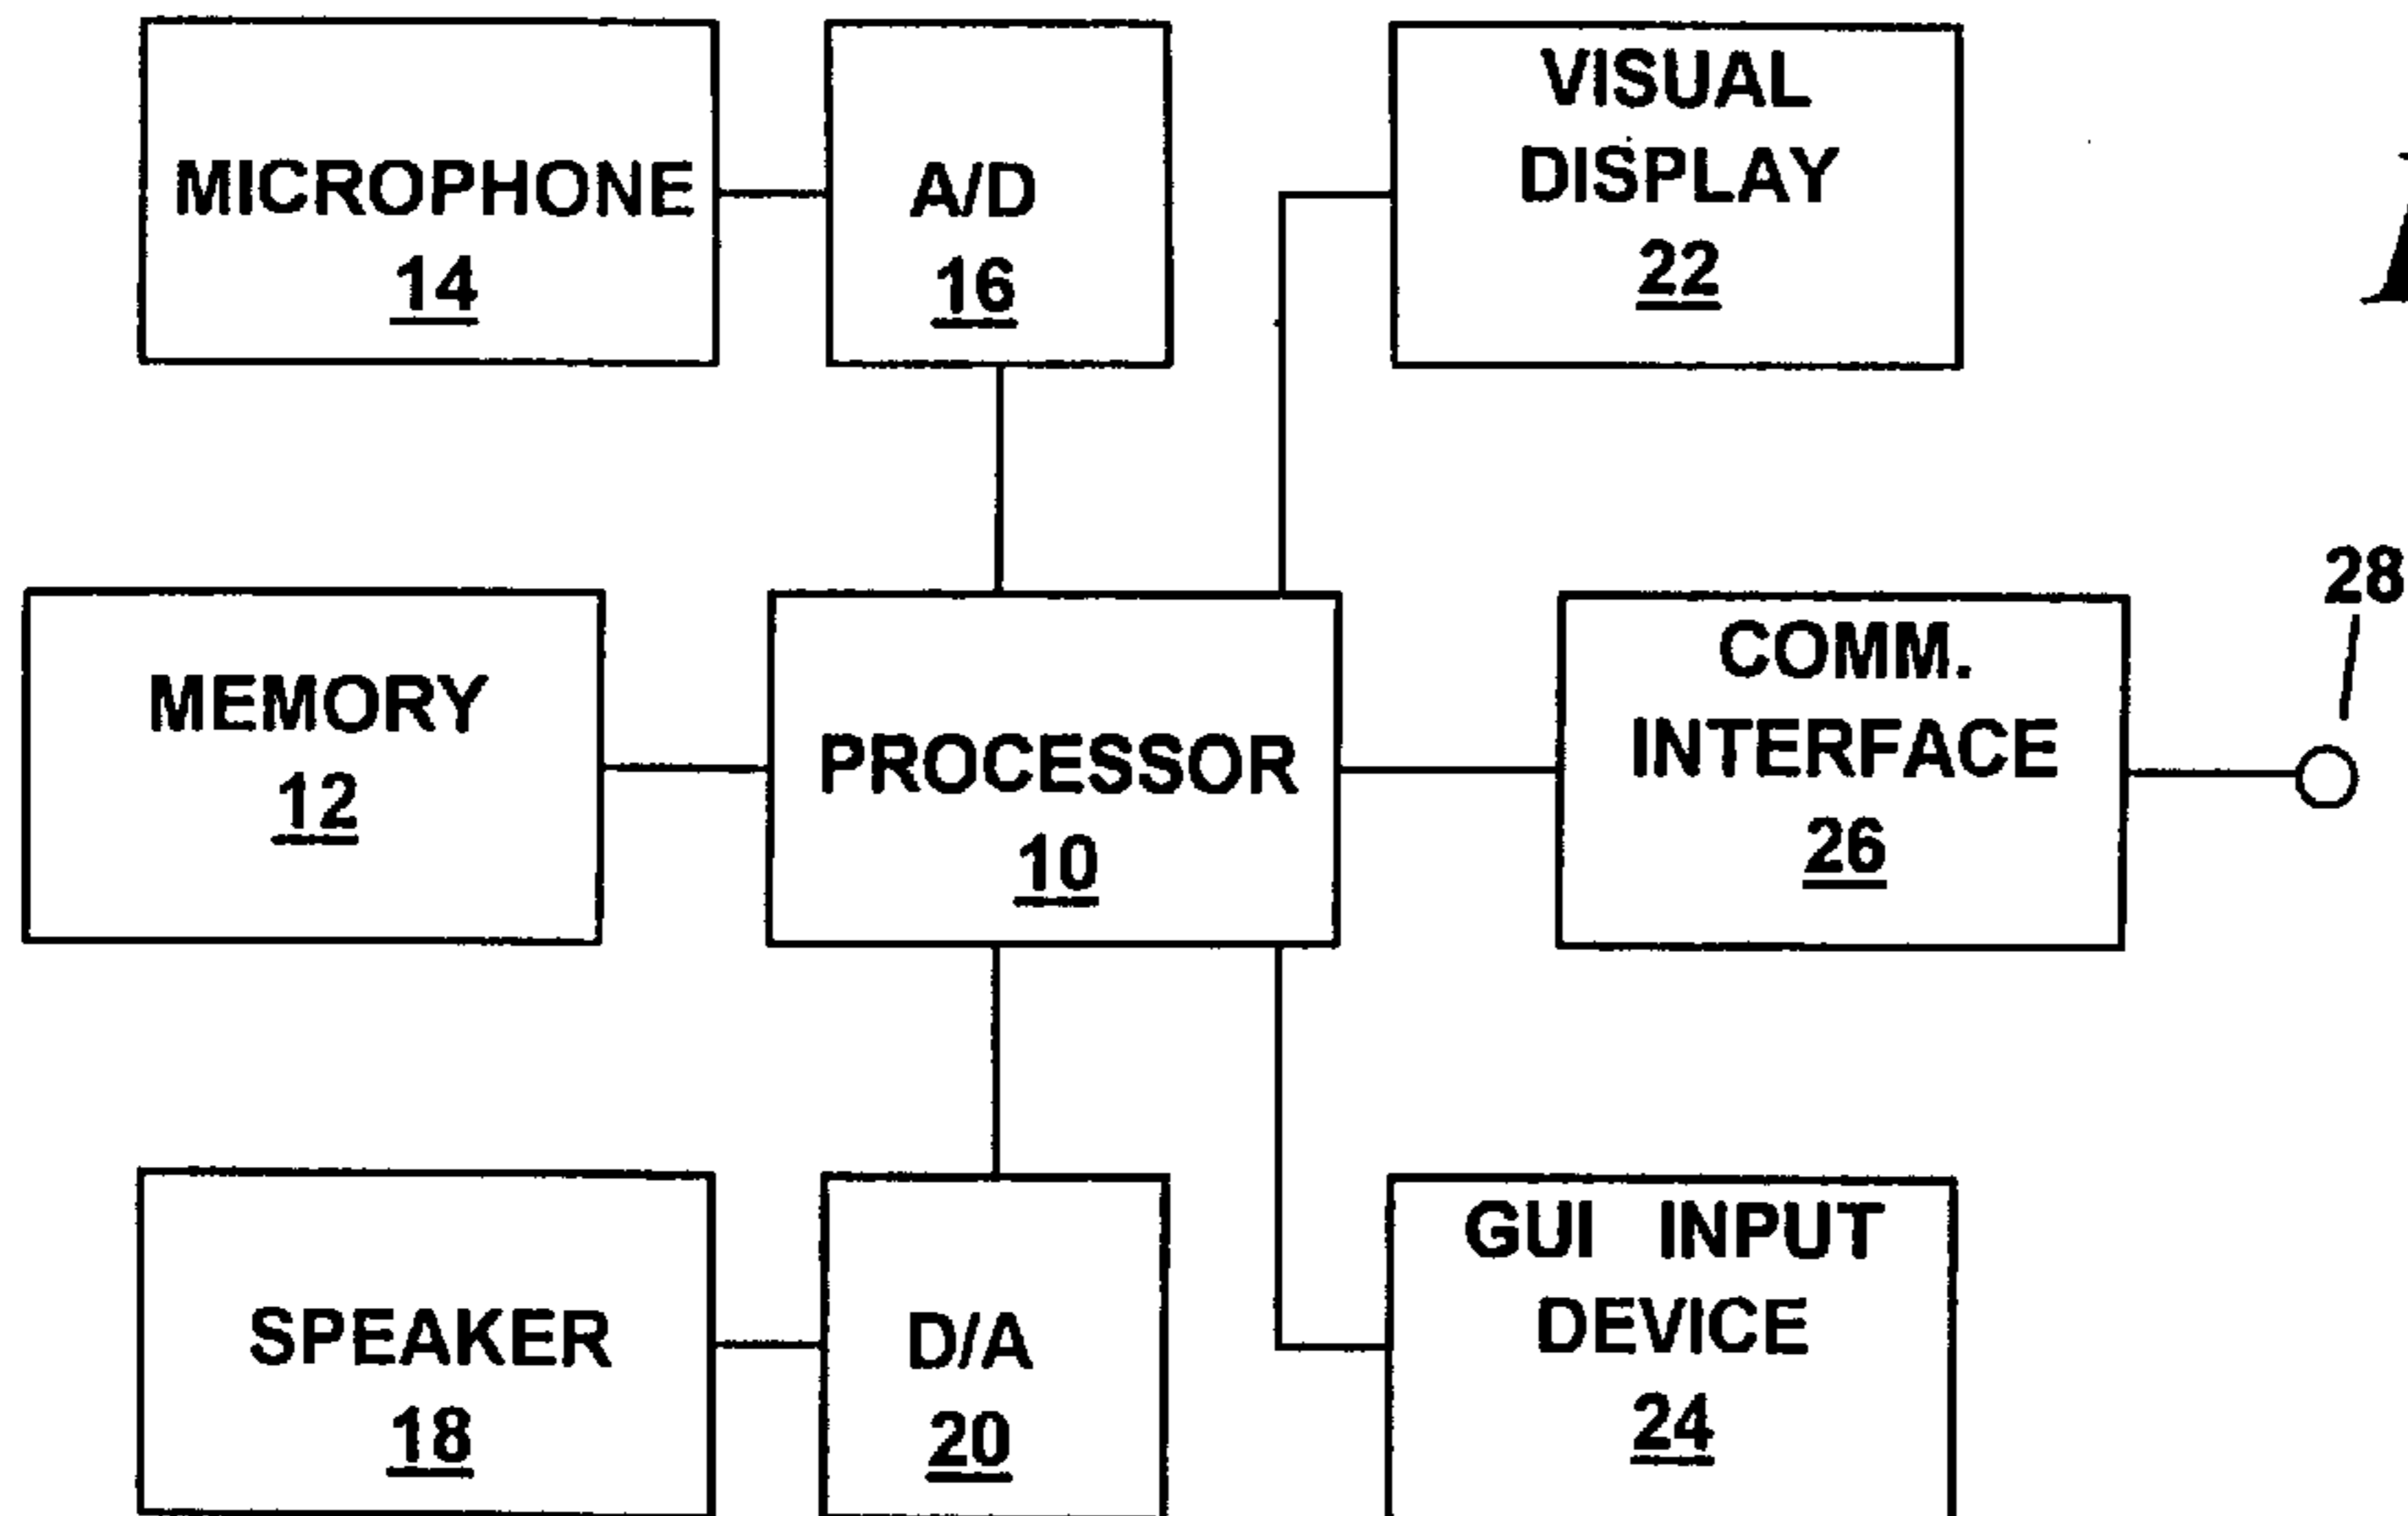 MICROPHONE
14
A/D
16
VISUAL
DISPLAY
22
MEMORY
12
PROCESSOR
10
COMM.
INTERFACE
26
28
SPEAKER
18
D/A
20
GUI INPUT
DEVICE
24